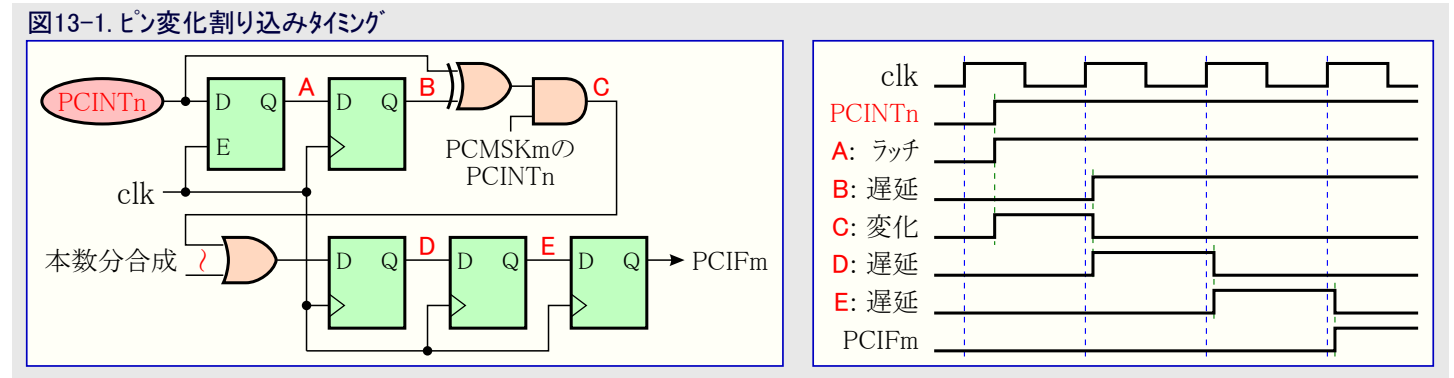 図13-1. ピン変化割り込みタイミング
PCINTn
D Q
E
A
D Q
B
C
PCMSKmの
PCINTn
clk
本数分合成
~
D Q
D
D Q
E
D Q
PCIFm
clk
PCINTn
A: ラッチ
B: 遅延
C: 変化
D: 遅延
E: 遅延
PCIFm